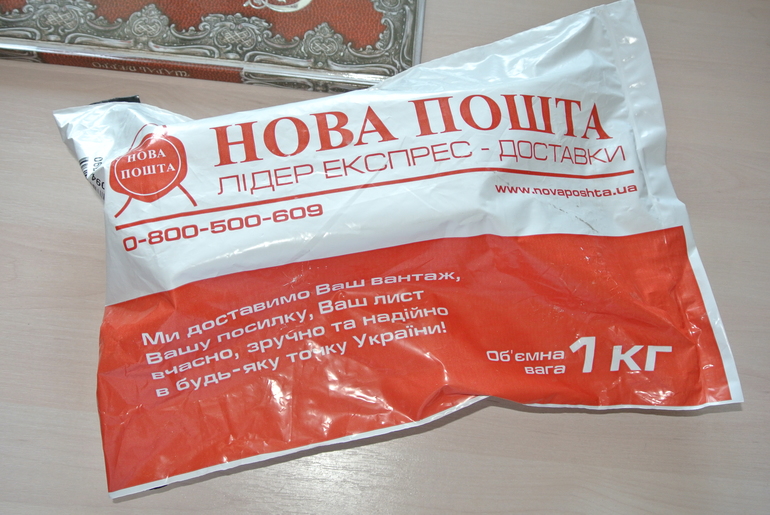 НОВА ПОШТА
ЛІДЕР ЕКСПРЕС - ДОСТАВКИ
НОВА
ПОШТА
www.novaposhta.ua
0-800-500-609
Ми доставимо Ваш вантаж,
Вашу посилку, Ваш лист
вчасно, зручно та надійно
в будь-яку точку України!
Об'ємна
вага
1 кг